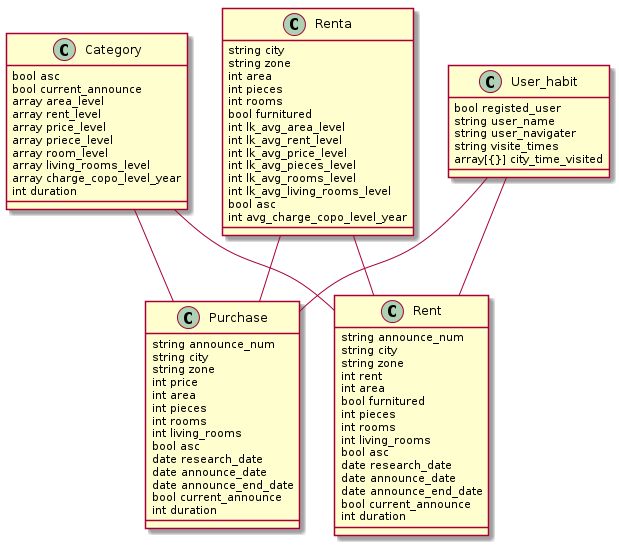 C Category
bool asc
bool current_announce
array area_level
array rent_level
array price_level
array priece_level
array room_level
array living_rooms_level
array charge_copo_level_year
int duration
C Renta
string city
string zone
int area
int pieces
int rooms
bool furnitured
int lk_avg_area_level
int lk_avg_rent_level
int lk_avg_price_level
int lk_avg_pieces_level
int lk_avg_rooms_level
int lk_avg_living_rooms_level
bool asc
int avg_charge_copo_level_year
C User_habit
bool registed_user
string user_name
string user_navigater
string visite_times
array[{}] city_time_visited
C Purchase
string announce_num
string city
string zone
int price
int area
int pieces
int rooms
int living_rooms
bool asc
date research_date
date announce_date
date announce_end_date
bool current_announce
int duration
C Rent
string announce_num
string city
string zone
int rent
int area
bool furnitured
int pieces
int rooms
int living_rooms
bool asc
date research_date
date announce_date
date announce_end_date
bool current_announce
int duration